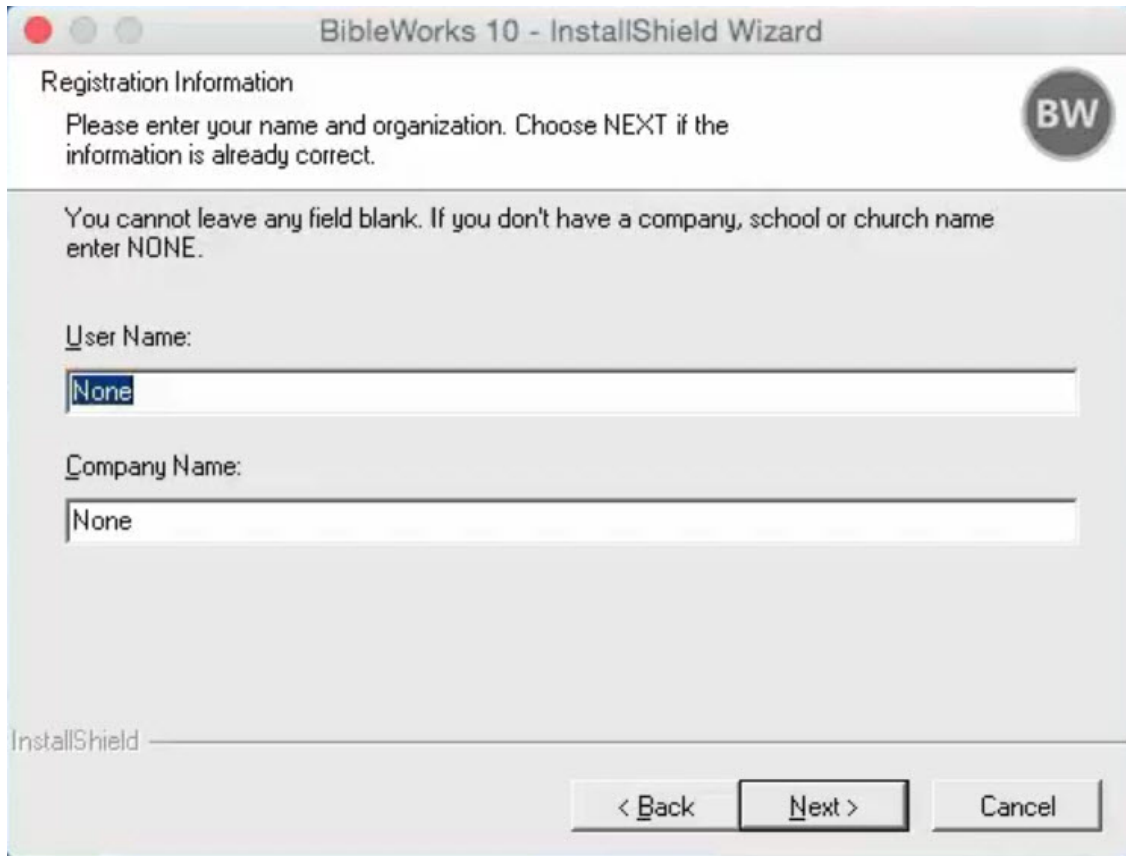 BibleWorks 10 - InstallShield Wizard
Registration Information
BW
Please enter your name and organization. Choose NEXT if the
information is already correct.
You cannot leave any field blank. If you don't have a company, school or church name
enter NONE.
User Name:
None
Company Name:
None
InstallShield
< Back Next > Cancel